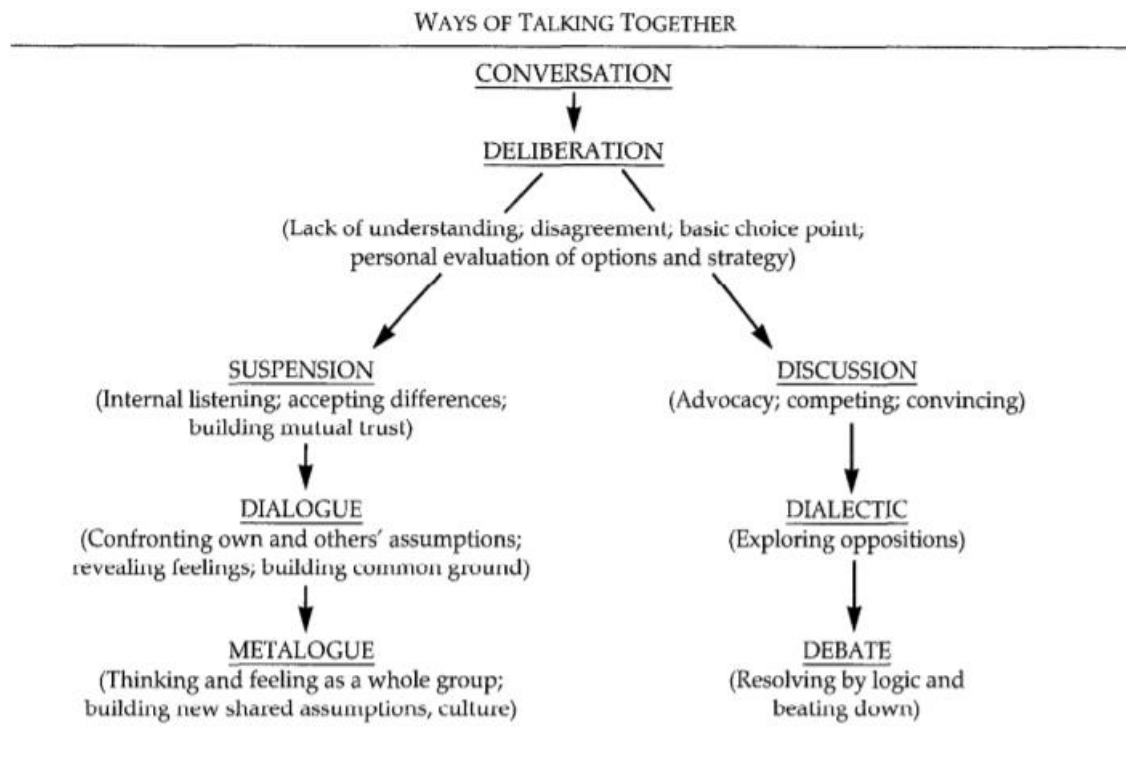 WAYS OF TALKING TOGETHER
CONVERSATION
DELIBERATION
(Lack of understanding; disagreement; basic choice point;
personal evaluation of options and strategy)
SUSPENSION
(Internal listening; accepting differences;
building mutual trust)
DISCUSSION
(Advocacy; competing; convincing)
DIALOGUE
(Confronting own and others' assumptions;
revealing feelings; building common ground)
DIALECTIC
(Exploring oppositions)
METALOGUE
(Thinking and feeling as a whole group;
building new shared assumptions, culture)
DEBATE
(Resolving by logic and
beating down)